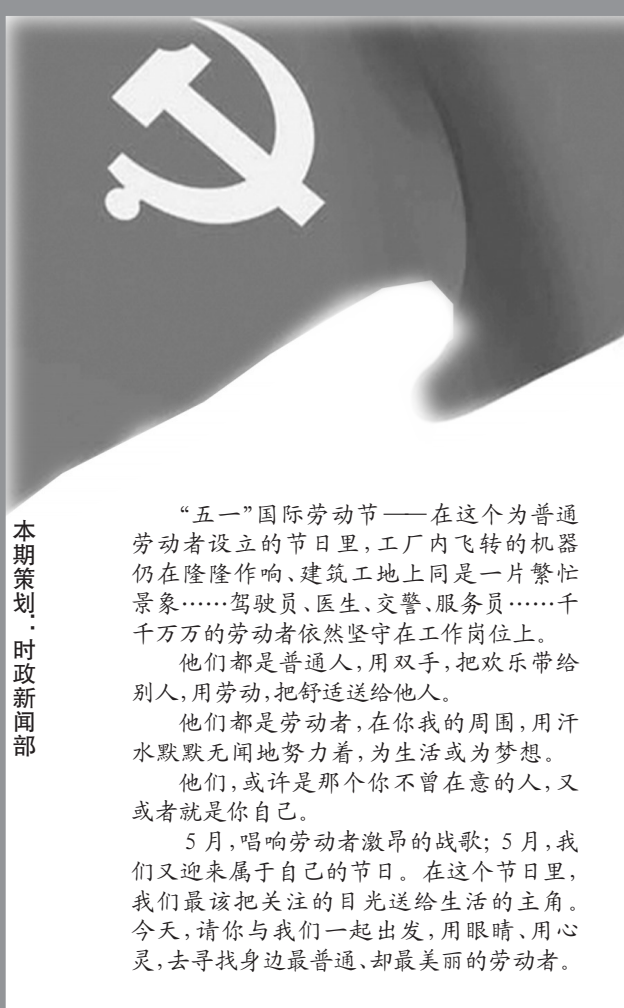 本期策划：时政新闻部
“五一”国际劳动节——在这个为普通
劳动者设立的节日里，工厂内飞转的机器
仍在隆隆作响、建筑工地上同是一片繁忙
景象……驾驶员、医生、交警、服务员……千
千万万的劳动者依然坚守在工作岗位上。
他们都是普通人，用双手，把欢乐带给
别人，用劳动，把舒适送给他人。
他们都是劳动者，在你我的周围，用汗
水默默无闻地努力着，为生活或为梦想。
他们，或许是那个你不曾在意的人，又
或者就是你自己。
5月，唱响劳动者激昂的战歌；5月，我
们又迎来属于自己的节日。在这个节日里，
我们最该把关注的目光送给生活的主角。
今天，请你与我们一起出发，用眼睛、用心
灵，去寻找身边最普通、却最美丽的劳动者。